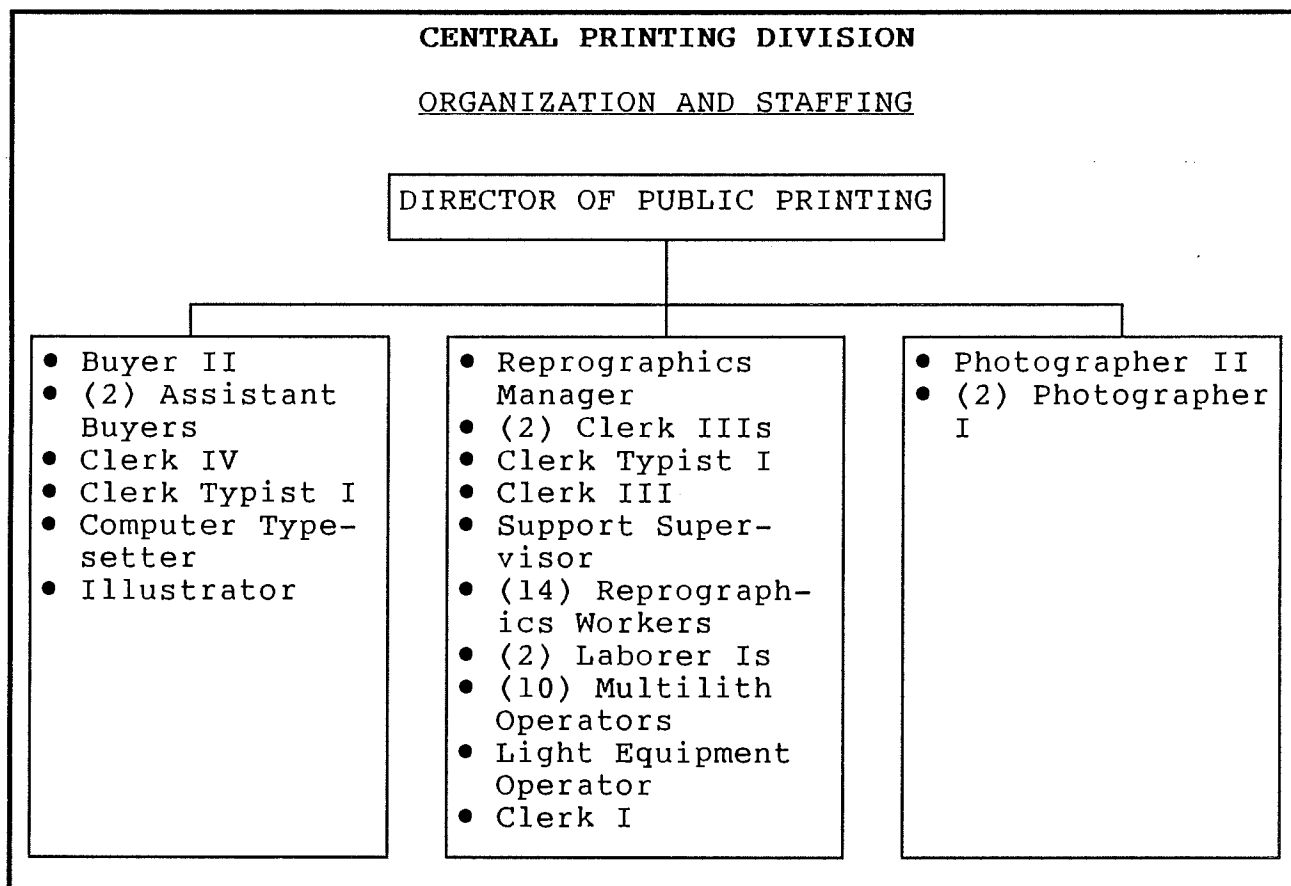 CENTRAL PRINTING DIVISION
ORGANIZATION AND STAFFING
DIRECTOR OF PUBLIC PRINTING
• Buyer II
• (2) Assistant
Buyers
• Clerk IV
• Clerk Typist I
• Computer Type-
setter
• Illustrator
• Reprographics
Manager
• (2) Clerk IIIs
• Clerk Typist I
• Clerk III
• Support Super-
visor
• (14) Reprograph-
ics Workers
• (2) Laborer Is
• (10) Multilith
Operators
• Light Equipment
Operator
• Clerk I
• Photographer II
• (2) Photographer
I